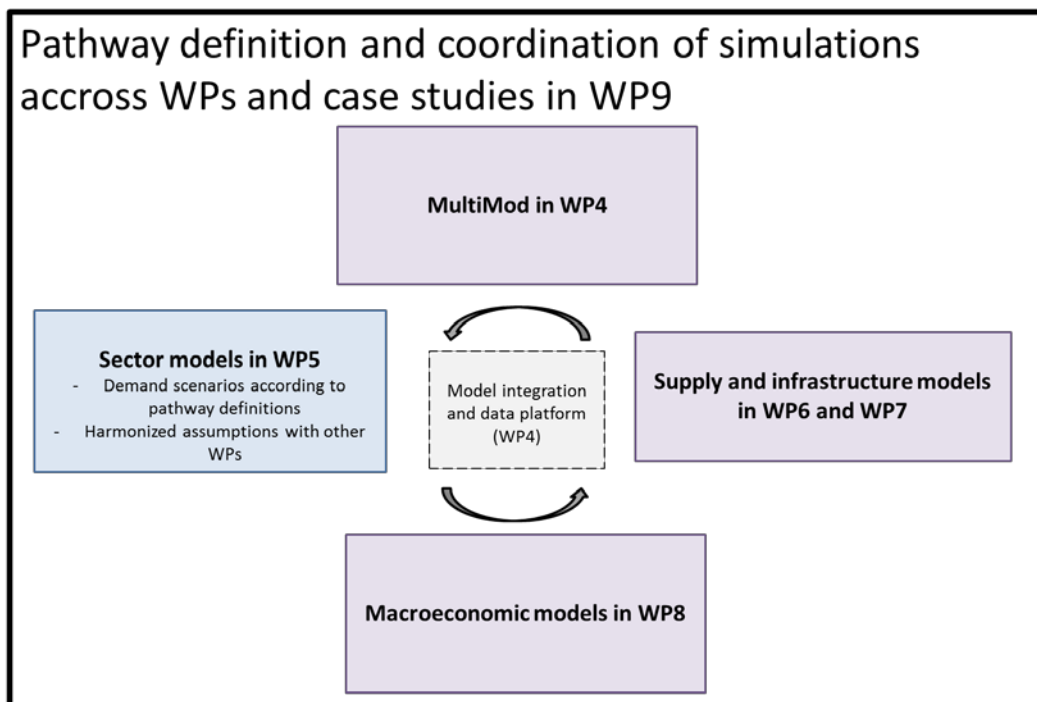 Pathway definition and coordination of simulations
accross WPs and case studies in WP9
MultiMod in WP4
Sector models in WP5
- Demand scenarios according to
pathway definitions
- Harmonized assumptions with other
WPs
Model integration
and data platform
(WP4)
Supply and infrastructure models
in WP6 and WP7
Macroeconomic models in WP8